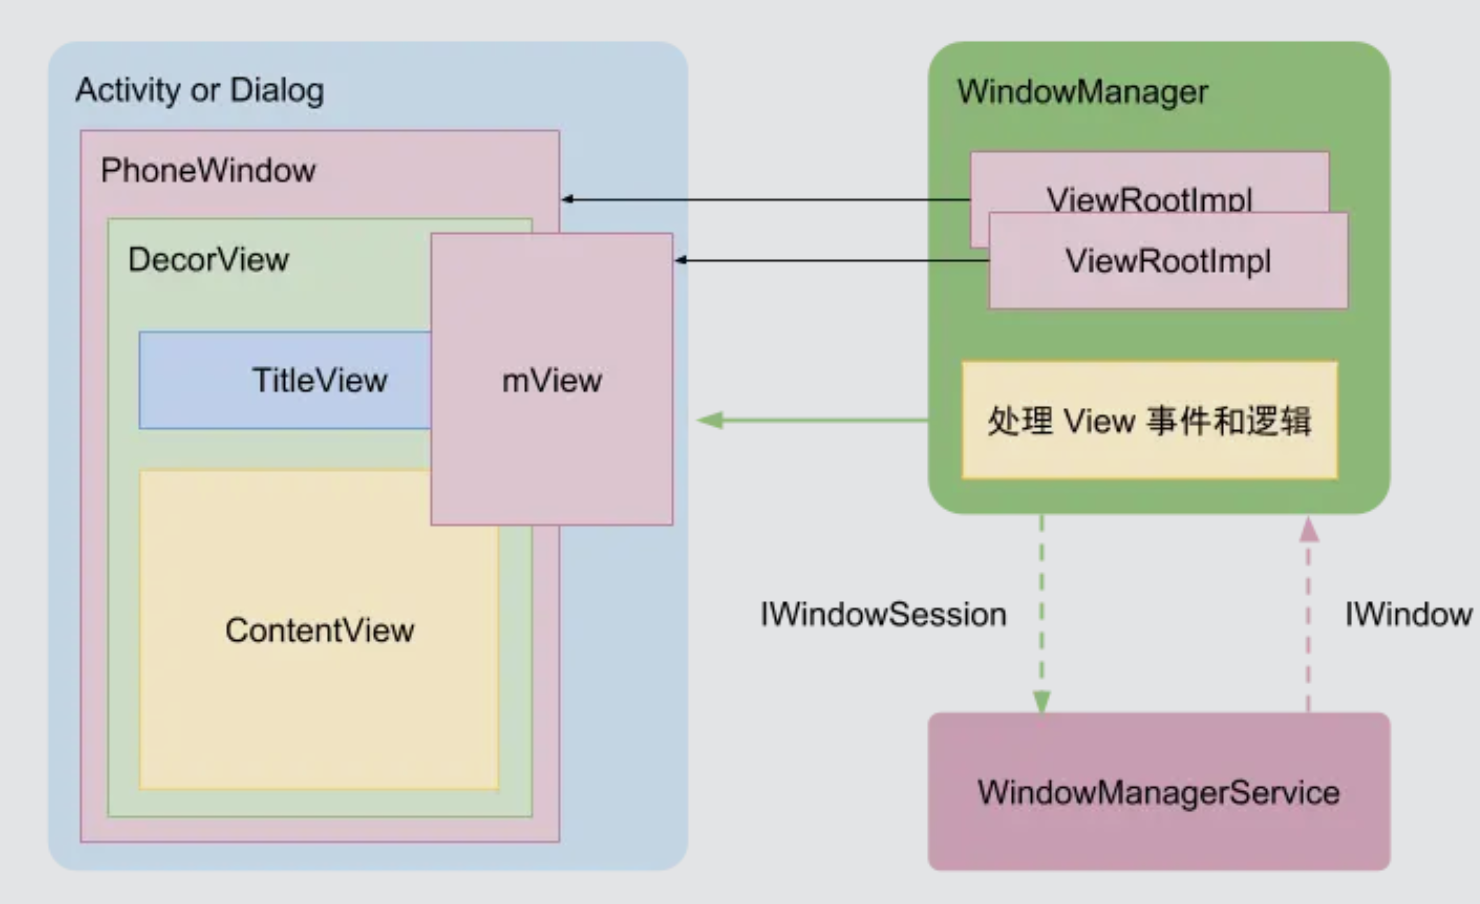 Activity or Dialog
PhoneWindow
DecorView
TitleView
mView
ContentView
WindowManager
ViewRootImpl
ViewRootImpl
处理 View 事件和逻辑
IWindowSession
IWindow
WindowManagerService